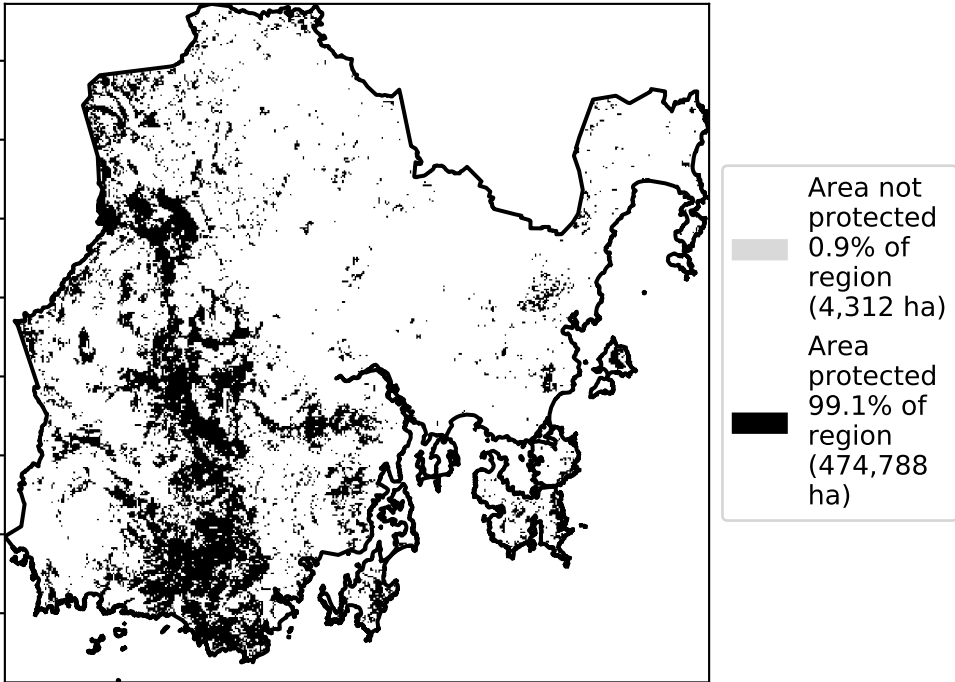 Area not
protected
0.9% of
region
(4,312 ha)
Area
protected
99.1% of
region
(474,788
ha)